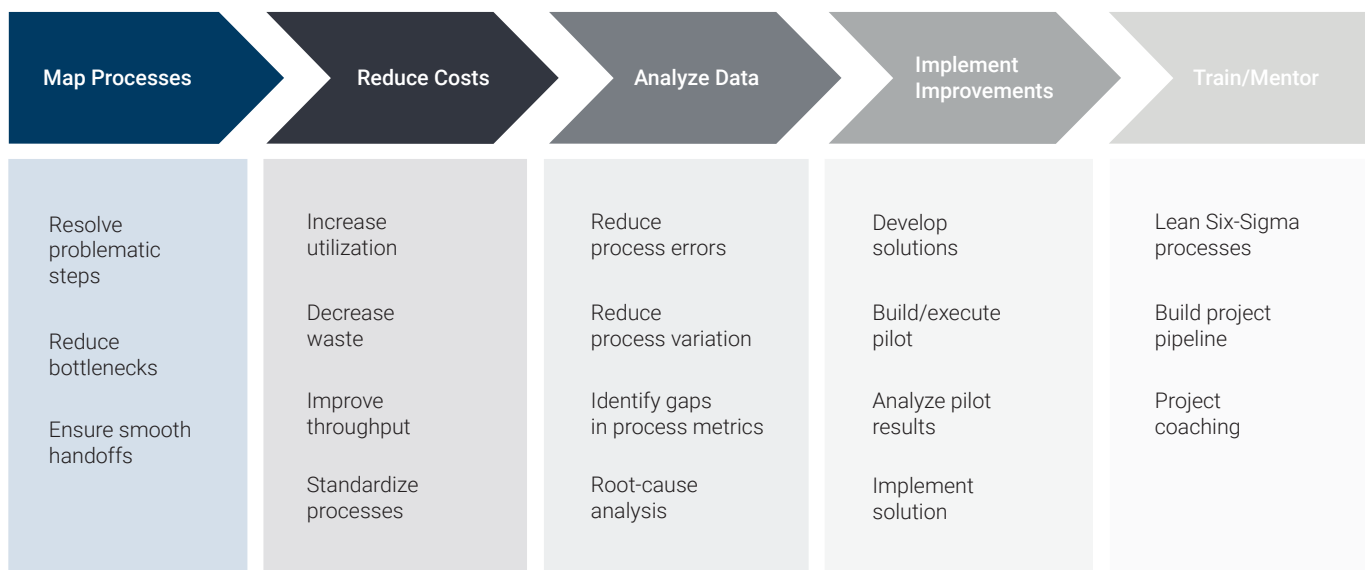 Map Processes
Reduce Costs
Analyze Data
Implement
Improvements
Train/Mentor
Resolve
problematic
steps
Reduce
bottlenecks
Ensure smooth
handoffs
Increase
utilization
Decrease
waste
Improve
throughput
Standardize
processes
Reduce
process errors
Reduce
process variation
Identify gaps
in process metrics
Root-cause
analysis
Develop
solutions
Build/execute
pilot
Analyze pilot
results
Implement
solution
Lean Six-Sigma
processes
Build project
pipeline
Project
coaching